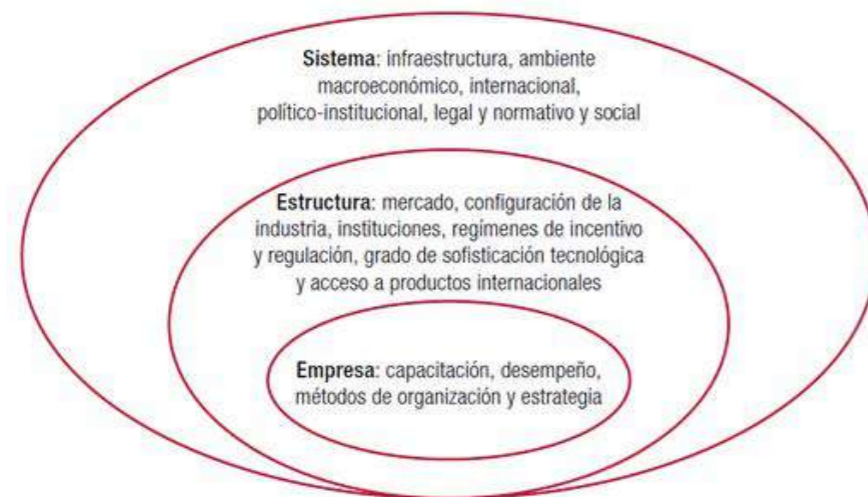 Sistema: infraestructura, ambiente
macroeconómico, internacional,
político-institucional, legal y normativo y social
Estructura: mercado, configuración de la
industria, instituciones, regímenes de incentivo
y regulación, grado de sofisticación tecnológica
y acceso a productos internacionales
Empresa: capacitación, desempeño,
métodos de organización y estrategia